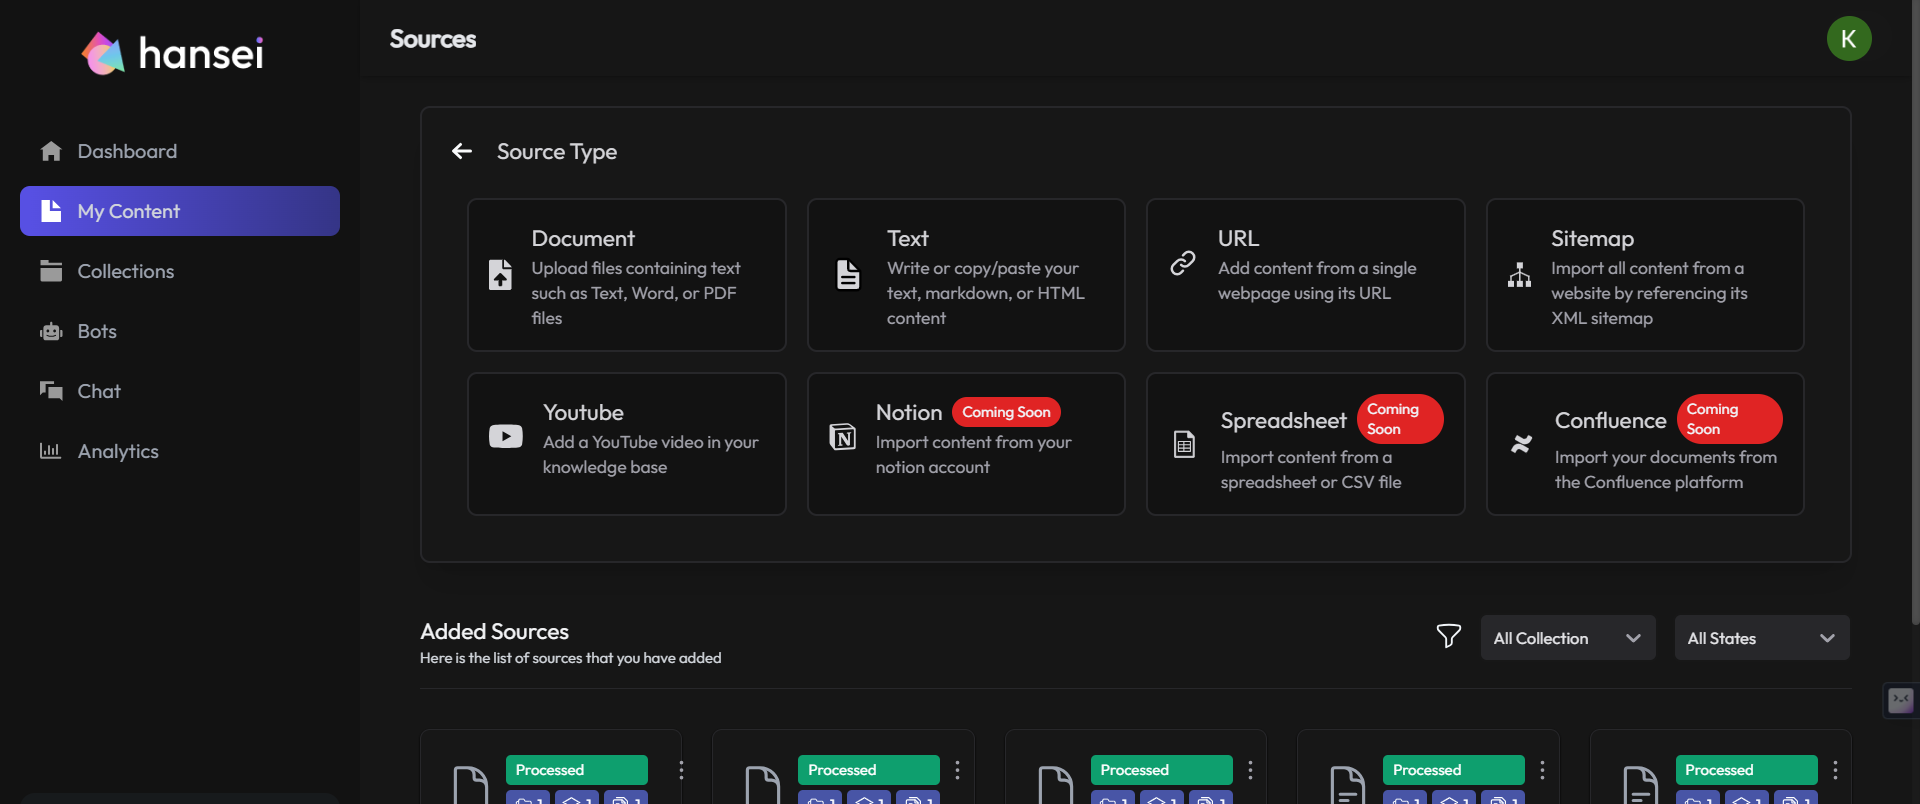 hansei
Sources
K
Dashboard
My Content
Collections
Bots
Chat
Analytics
Source Type
Document
Upload files containing text
such as Text, Word, or PDF
files
Text
Write or copy/paste your
text, markdown, or HTML
content
URL
Add content from a single
webpage using its URL
Sitemap
Import all content from a
website by referencing its
XML sitemap
Youtube
Add a YouTube video in your
knowledge base
Notion Coming Soon
Import content from your
notion account
Spreadsheet Coming
Soon
Import content from a
spreadsheet or CSV file
Confluence Coming
Soon
Import your documents from
the Confluence platform
Added Sources
Here is the list of sources that you have added
All Collection
All States
Processed
Processed
Processed
Processed
Processed